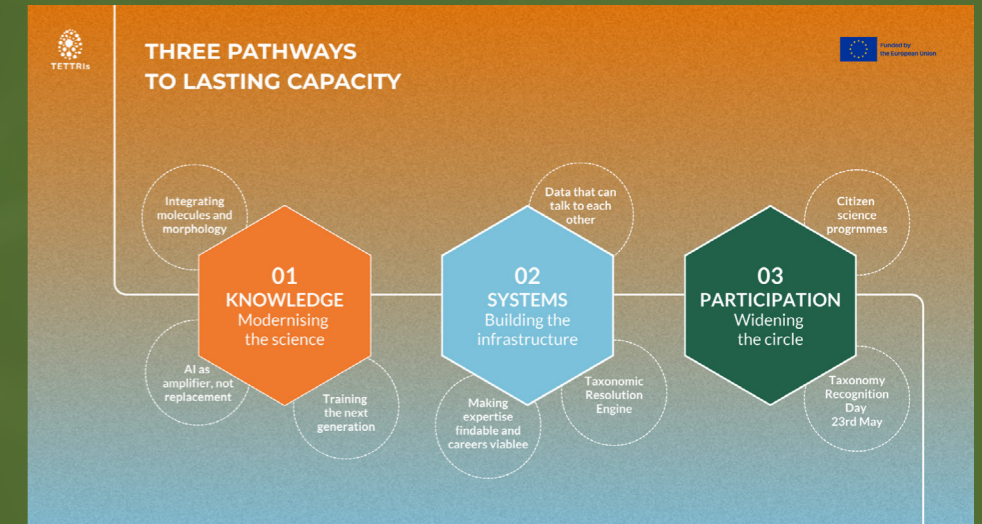 TETTRIs
THREE PATHWAYS
TO LASTING CAPACITY
Funded by
the European Union
Integrating
molecules and
morphology
01
KNOWLEDGE
Modernising
the science
AI as
amplifier, not
replacement
Training
the next
generation
Data that can
talk to each
other
02
SYSTEMS
Building the
infrastructure
Making
expertise
findable and
careers viablee
Taxonomic
Resolution
Engine
Citizen
science
progrmmes
03
PARTICIPATION
Widening
the circle
Taxonomy
Recognition
Day
23rd May